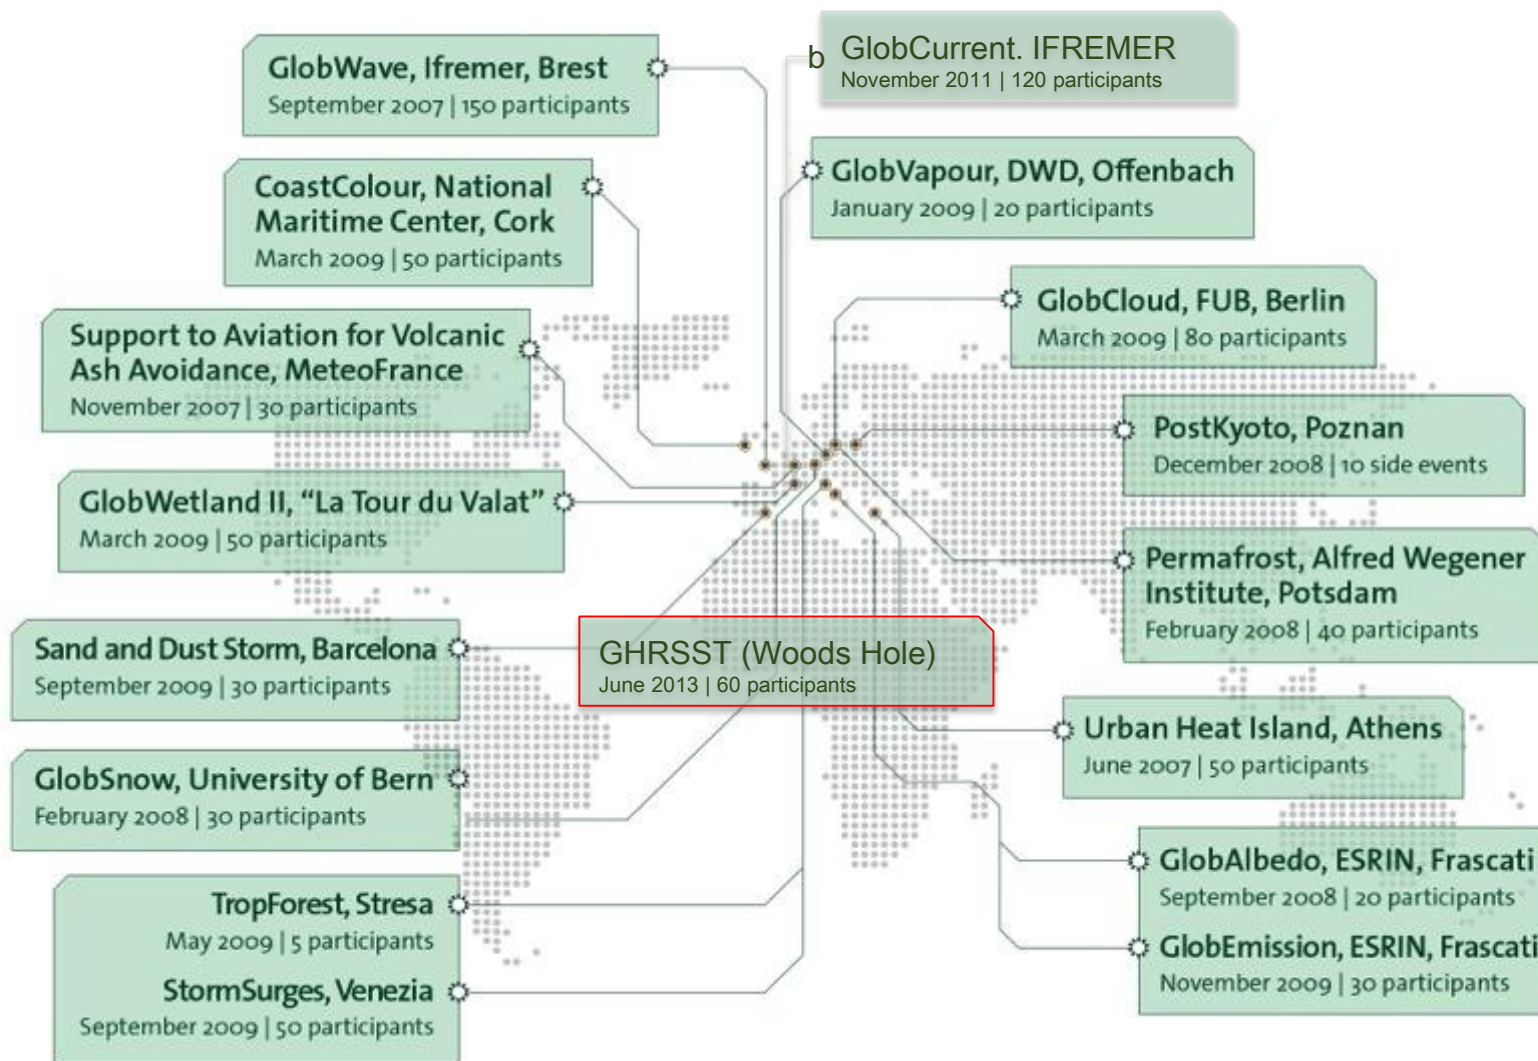 GlobWave, Ifremer, Brest
September 2007 | 150 participants
b
GlobCurrent. IFREMER
November 2011 | 120 participants
CoastColour, National
Maritime Center, Cork
March 2009 | 50 participants
GlobVapour, DWD, Offenbach
January 2009 | 20 participants
Support to Aviation for Volcanic
Ash Avoidance, MeteoFrance
November 2007 | 30 participants
GlobCloud, FUB, Berlin
March 2009 | 80 participants
GlobWetland II, “La Tour du Valat”
March 2009 | 50 participants
PostKyoto, Poznan
December 2008 | 10 side events
Permafrost, Alfred Wegener
Institute, Potsdam
February 2008 | 40 participants
Sand and Dust Storm, Barcelona
September 2009 | 30 participants
GHRSST (Woods Hole)
June 2013 | 60 participants
Urban Heat Island, Athens
June 2007 | 50 participants
GlobSnow, University of Bern
February 2008 | 30 participants
TropForest, Stresa
May 2009 | 5 participants
StormSurges, Venezia
September 2009 | 50 participants
GlobAlbedo, ESRIN, Frascati
September 2008 | 20 participants
GlobEmission, ESRIN, Frascati
November 2009 | 30 participants